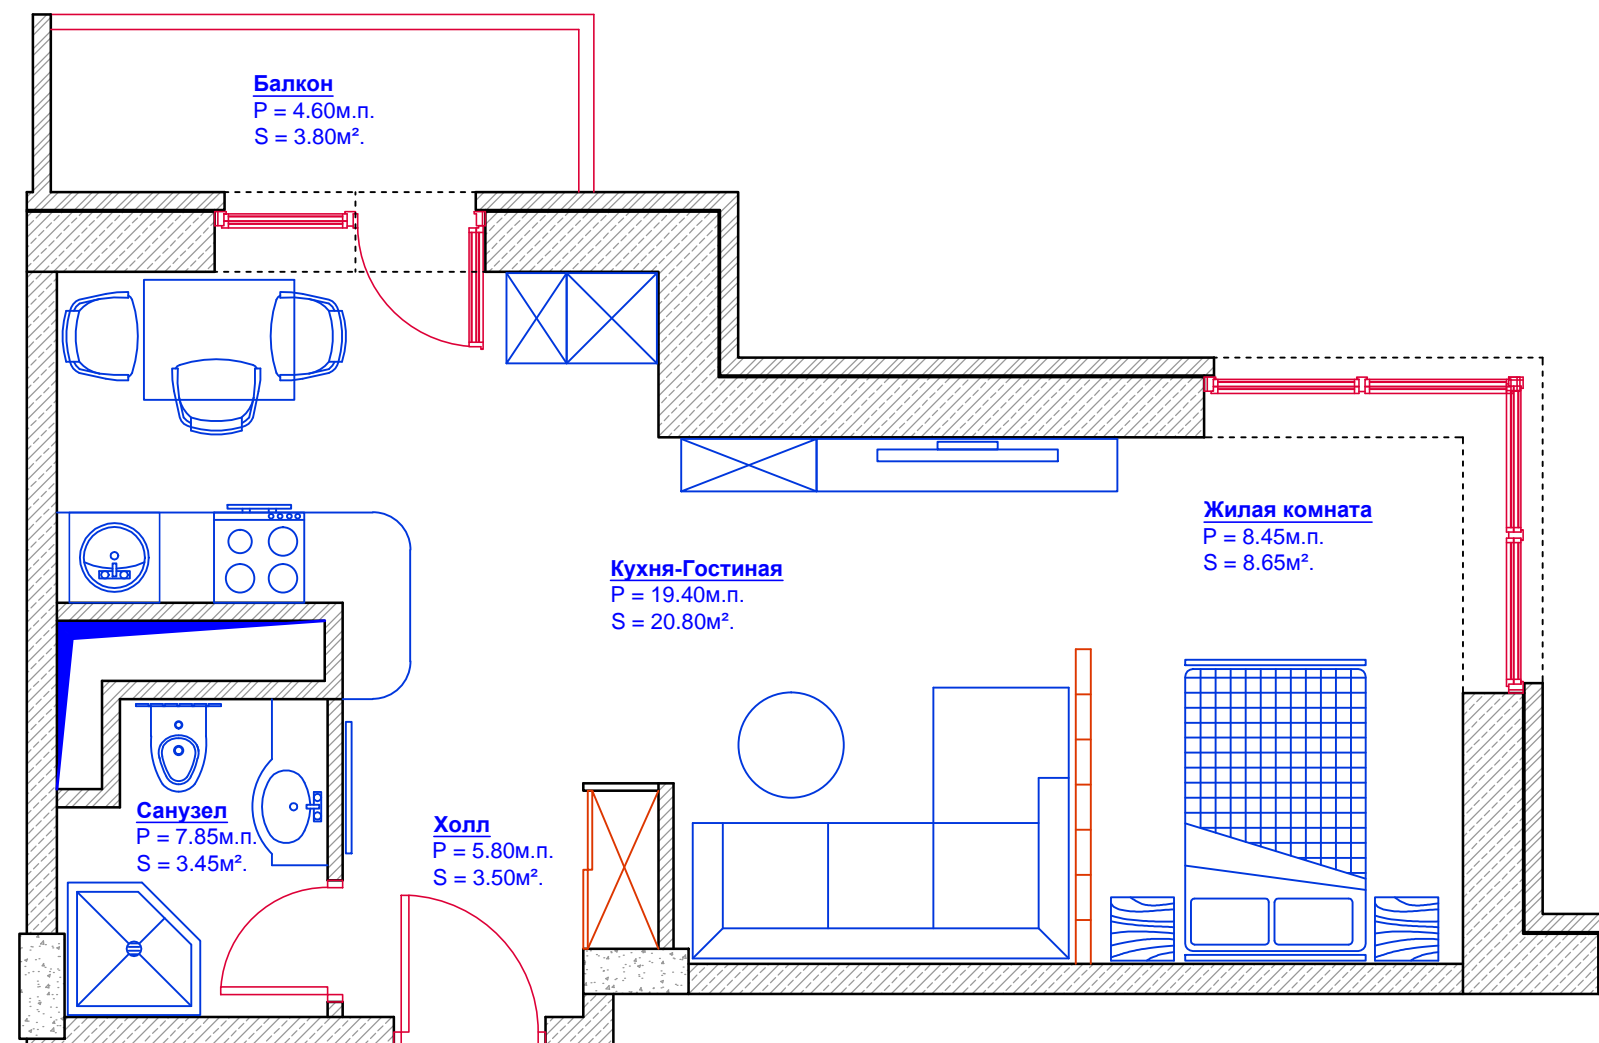 Балкон
P = 4.60м.п.
S = 3.80м².
Жилая комната
P = 8.45м.п.
S = 8.65м².
Кухня-Гостиная
P = 19.40м.п.
S = 20.80м².
Санузел
P = 7.85м.п.
S = 3.45м².
Холл
P = 5.80м.п.
S = 3.50м².